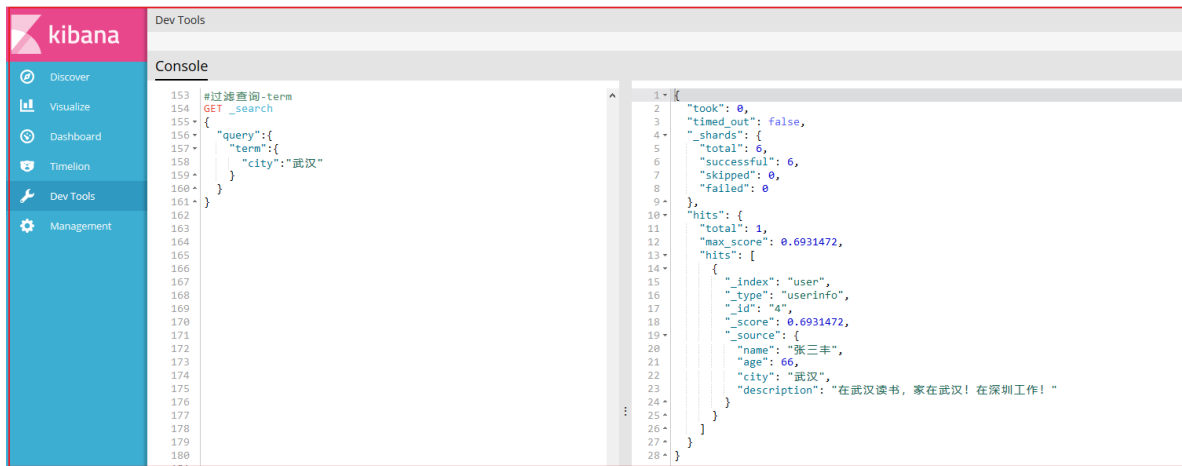 kibana
Discover
Visualize
Dashboard
Timelion
Dev Tools
Management
Dev Tools
Console
153 #过滤查询-term
154 GET _search
155 {
156 "query":{
157 "term":{
158 "city":"武汉"
159 }
160 }
161 }
162
163
164
165
166
167
168
169
170
171
172
173
174
175
176
177
178
179
180
1 {
2 "took": 0,
3 "timed_out": false,
4 "_shards": {
5 "total": 6,
6 "successful": 6,
7 "skipped": 0,
8 "failed": 0
9 },
10 "hits": {
11 "total": 1,
12 "max_score": 0.6931472,
13 "hits": [
14 {
15 "_index": "user",
16 "_type": "userinfo",
17 "_id": "4",
18 "_score": 0.6931472,
19 "_source": {
20 "name": "张三丰",
21 "age": 66,
22 "city": "武汉",
23 "description": "在武汉读书，家在武汉！在深圳工作！"
24 }
25 }
26 ]
27 }
28 }